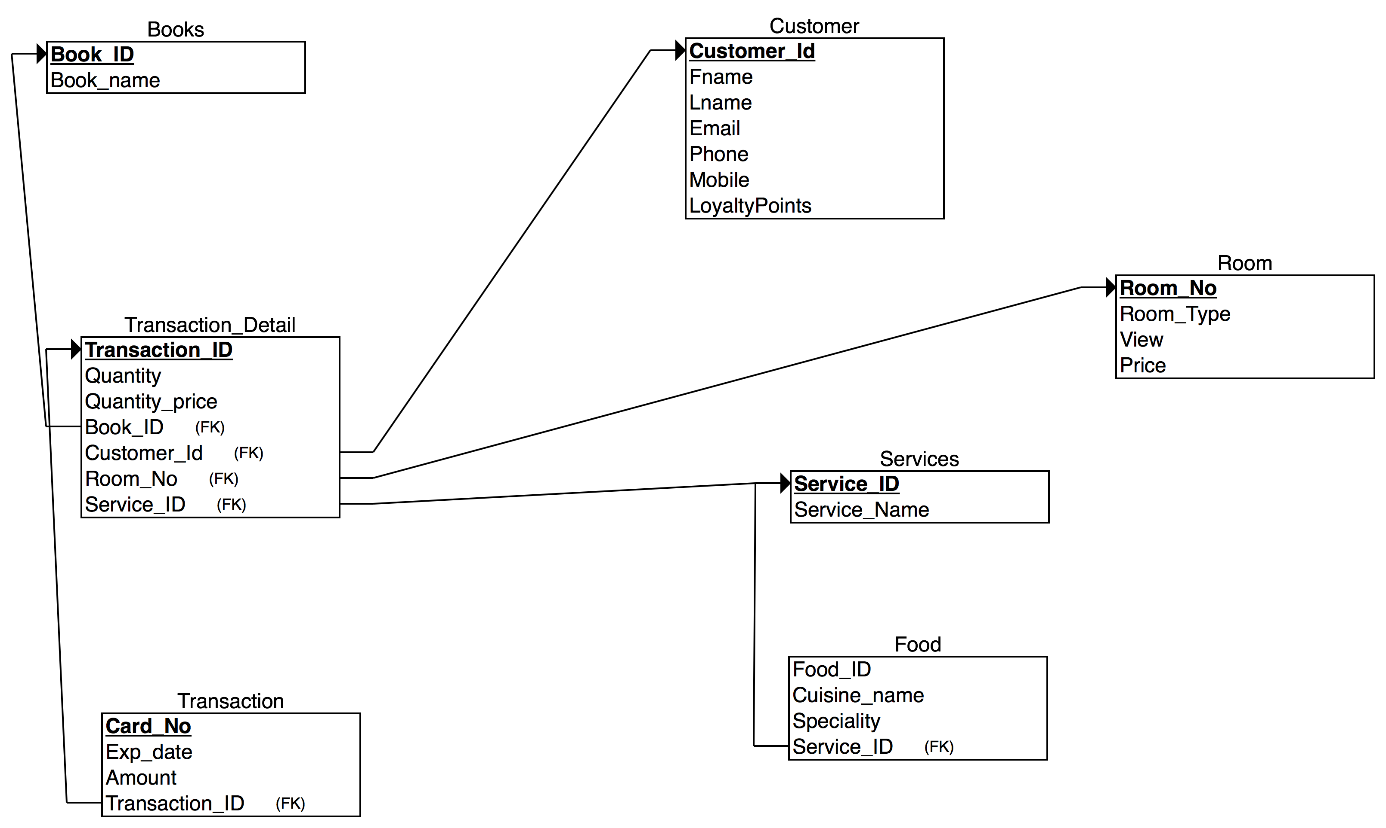 Books
Book_ID
Book_name
Customer
Customer_Id
Fname
Lname
Email
Phone
Mobile
LoyaltyPoints
Room
Room_No
Room_Type
View
Price
Transaction_Detail
Transaction_ID
Quantity
Quantity_price
Book_ID (FK)
Customer_Id (FK)
Room_No (FK)
Service_ID (FK)
Services
Service_ID
Service_Name
Food
Food_ID
Cuisine_name
Speciality
Service_ID (FK)
Transaction
Card_No
Exp_date
Amount
Transaction_ID (FK)